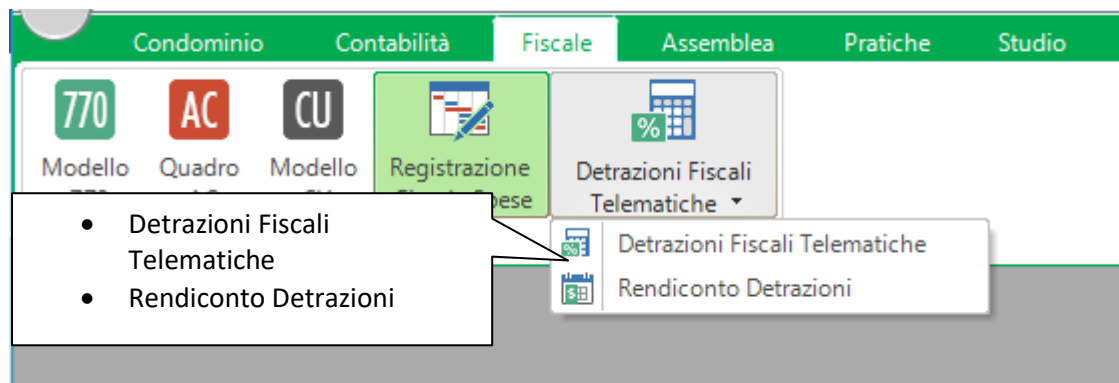 Condominio Contabilità Fiscale Assemblea Pratiche Studio
770 AC CU
Modello Quadro Modello Registrazione Detrazioni Fiscali
Telematiche
• Detrazioni Fiscali
Telematiche
• Rendiconto Detrazioni
Detrazioni Fiscali Telematiche
Rendiconto Detrazioni